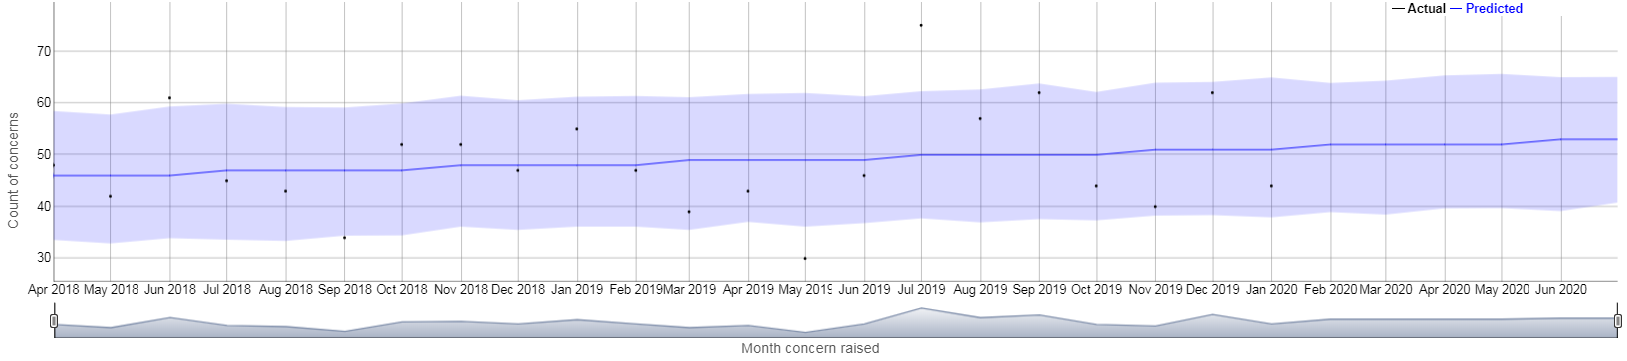 Actual Predicted
70
60
50
40
30
Count of concerns
Apr 2018 May 2018 Jun 2018 Jul 2018 Aug 2018 Sep 2018 Oct 2018 Nov 2018 Dec 2018 Jan 2019 Feb 2019 Mar 2019 Apr 2019 May 2019 Jun 2019 Jul 2019 Aug 2019 Sep 2019 Oct 2019 Nov 2019 Dec 2019 Jan 2020 Feb 2020 Mar 2020 Apr 2020 May 2020 Jun 2020
Month concern raised